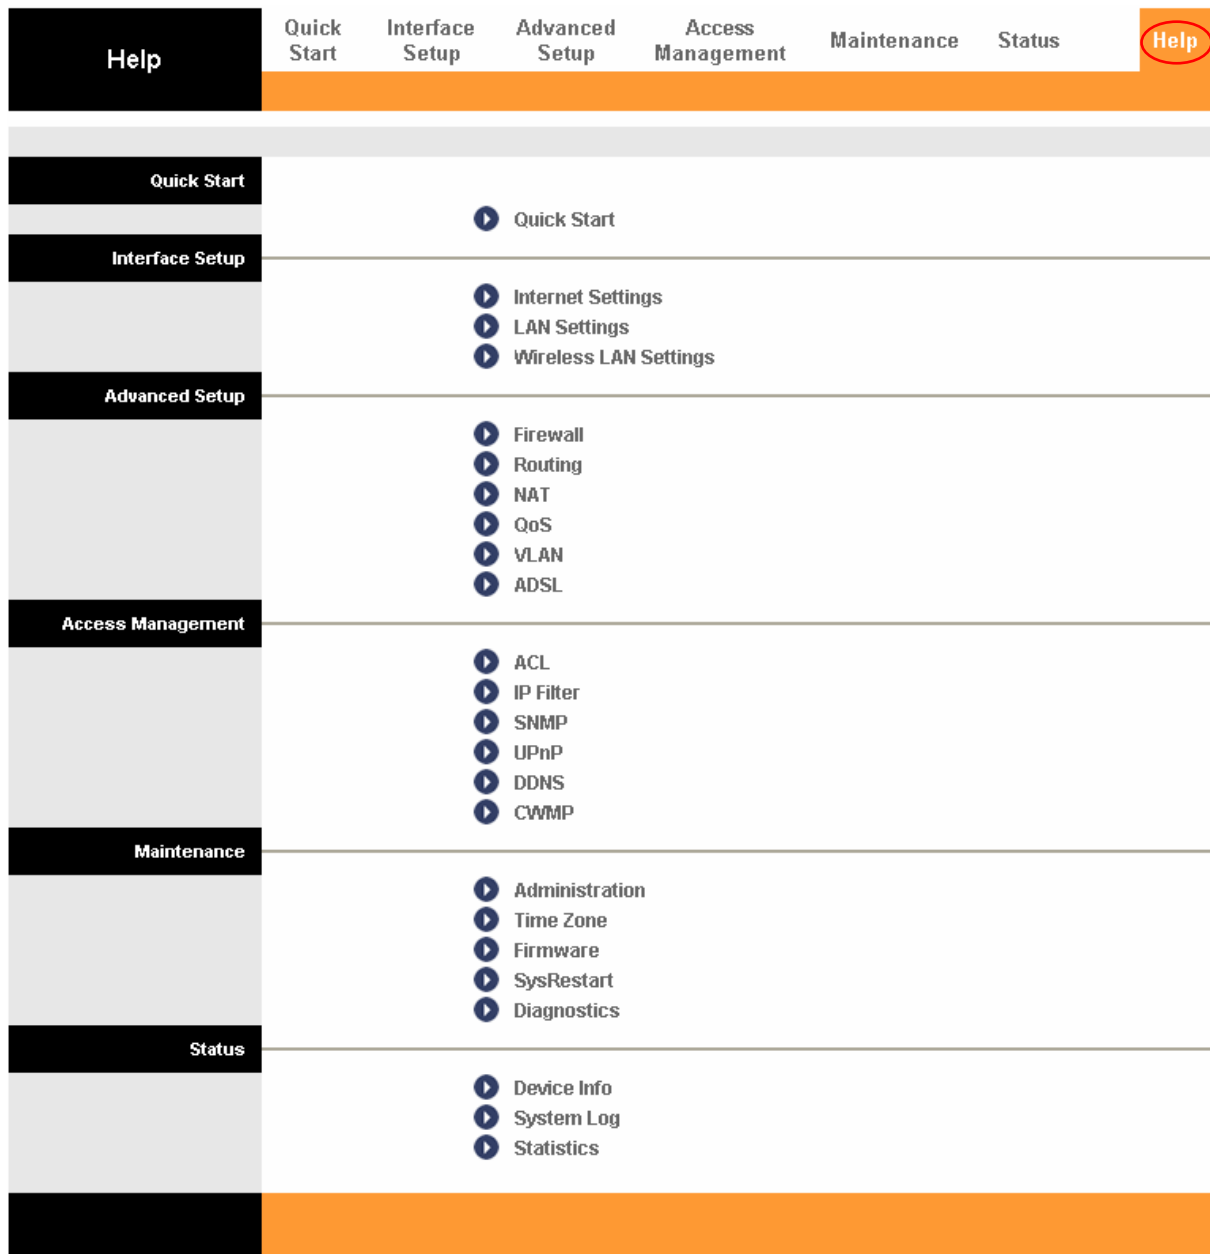 Help
Quick Start
Interface Setup
Advanced Setup
Access Management
Maintenance
Status
Help
Quick Start
Quick Start
Interface Setup
Internet Settings
LAN Settings
Wireless LAN Settings
Advanced Setup
Firewall
Routing
NAT
QoS
VLAN
ADSL
Access Management
ACL
IP Filter
SNMP
UPnP
DDNS
CWMP
Maintenance
Administration
Time Zone
Firmware
SysRestart
Diagnostics
Status
Device Info
System Log
Statistics